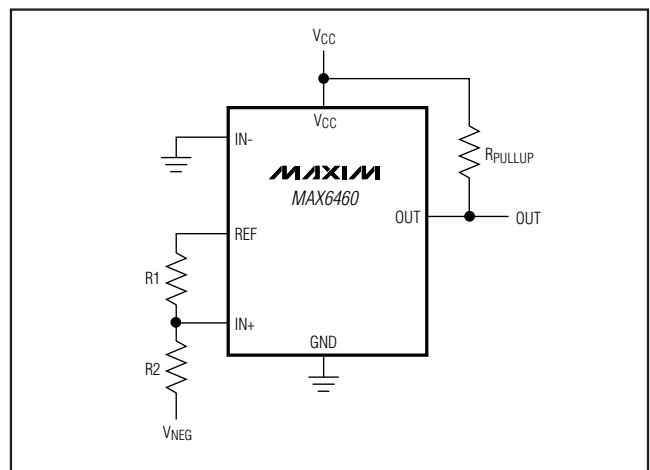 VCC
VCC
IN-
RPULLUP
MAXIM
MAX6460
OUT
OUT
REF
R1
IN+
GND
R2
VNEG